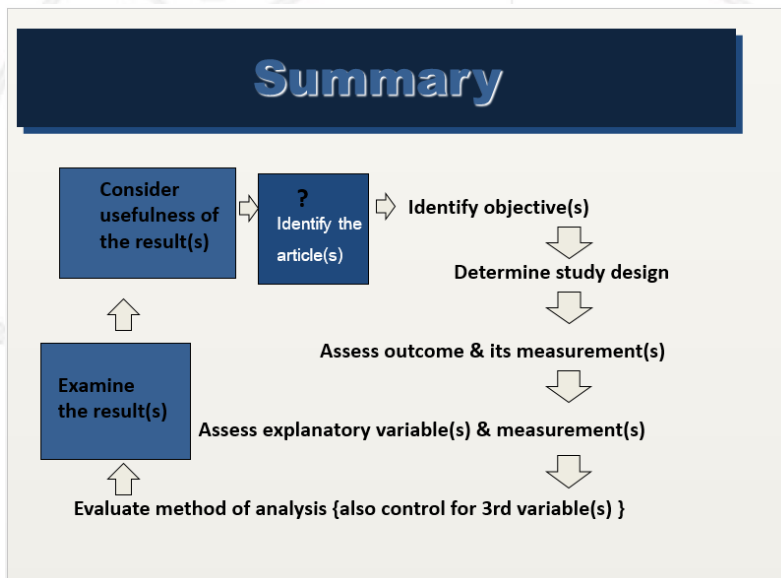 Summary
Consider
usefulness of
the result(s)
?
Identify the
article(s)
Identify objective(s)
Determine study design
Assess outcome & its measurement(s)
Assess explanatory variable(s) & measurement(s)
Evaluate method of analysis {also control for 3rd variable(s) }
Examine
the result(s)